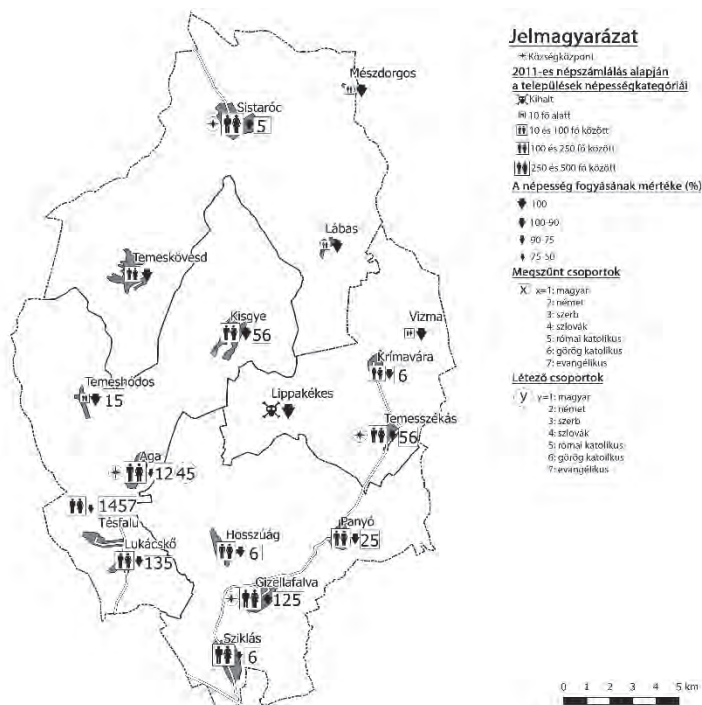 Jelmagyarázat
Községközpont
2011-es népszámlálás alapján
a települések népességkategóriái
Kihalt
10 fő alatt
10 és 100 fő között
100 és 250 fő között
250 és 500 fő között
A népesség fogyásának mértéke (%)
100
100-90
90-75
75-50
Megszűnt csoportok
x x=1: magyar
2: német
3: szerb
4: szlovák
5: római katolikus
6: görög katolikus
7: evangélikus
Létező csoportok
y y=1: magyar
2: német
3: szerb
4: szlovák
5: római katolikus
6: görög katolikus
7: evangélikus
Mészdorgos
Sistaróc
5
Lábas
Temeskövesd
Kisgye
56
Vizma
Krímavára
6
Temeshódos
15
Lippakékes
Temesszékás
56
Aga
12 45
1457
Tésfalu
Lukácskő
135
Hosszúág
6
Panyó
25
Gizellafalva
125
Sziklás
6
0 1 2 3 4 5 km